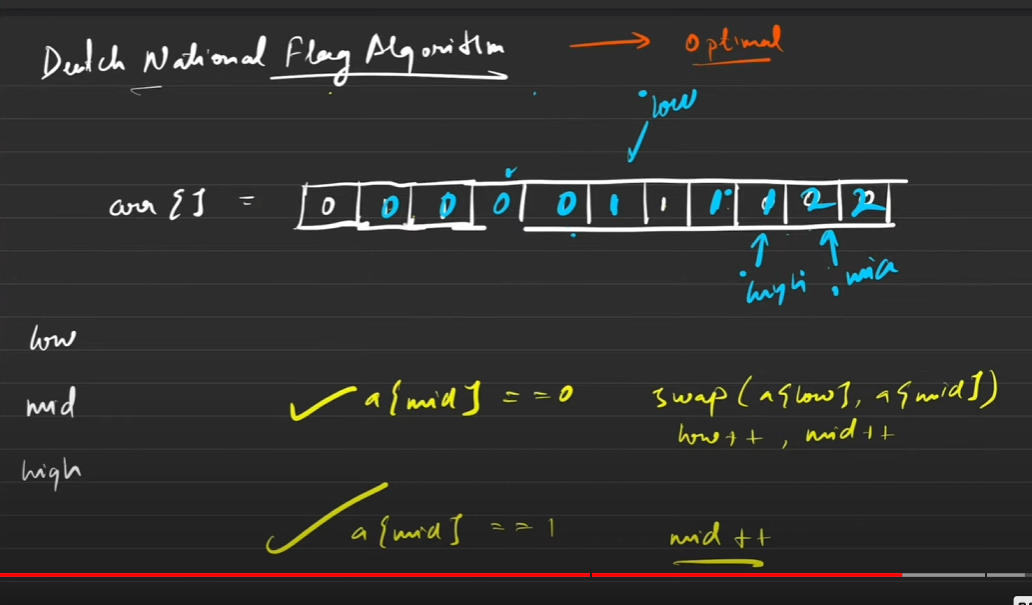 Dutch National Flag Algorithm → Optimal
low
arr[] = 0 0 0 0 0 1 1 1 1 2 2
high mid
low
mid a[mid] == 0 swap(a[low], a[mid])
low++, mid++
high
a[mid] == 1 mid++